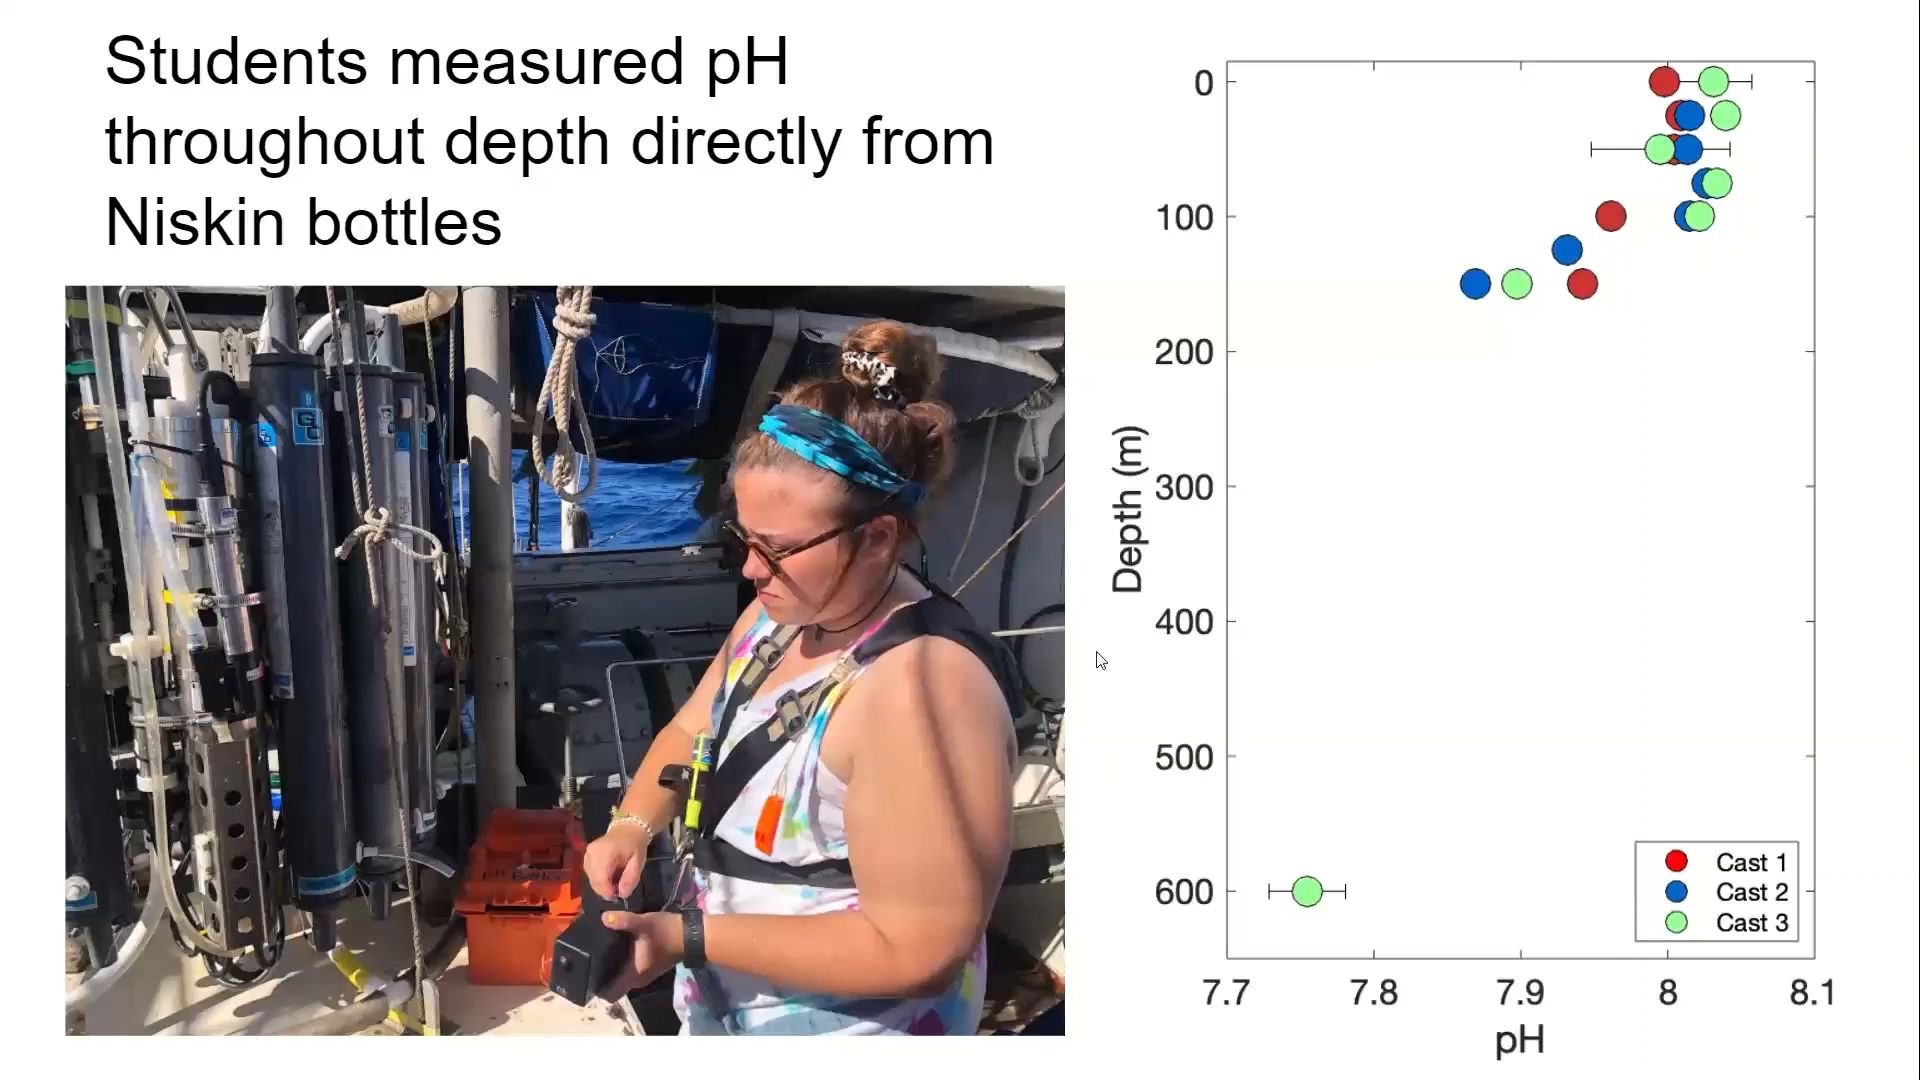 Students measured pH
throughout depth directly from
Niskin bottles
0
100
200
300
400
500
600
Depth (m)
7.7
7.8
7.9
8
8.1
pH
Cast 1
Cast 2
Cast 3